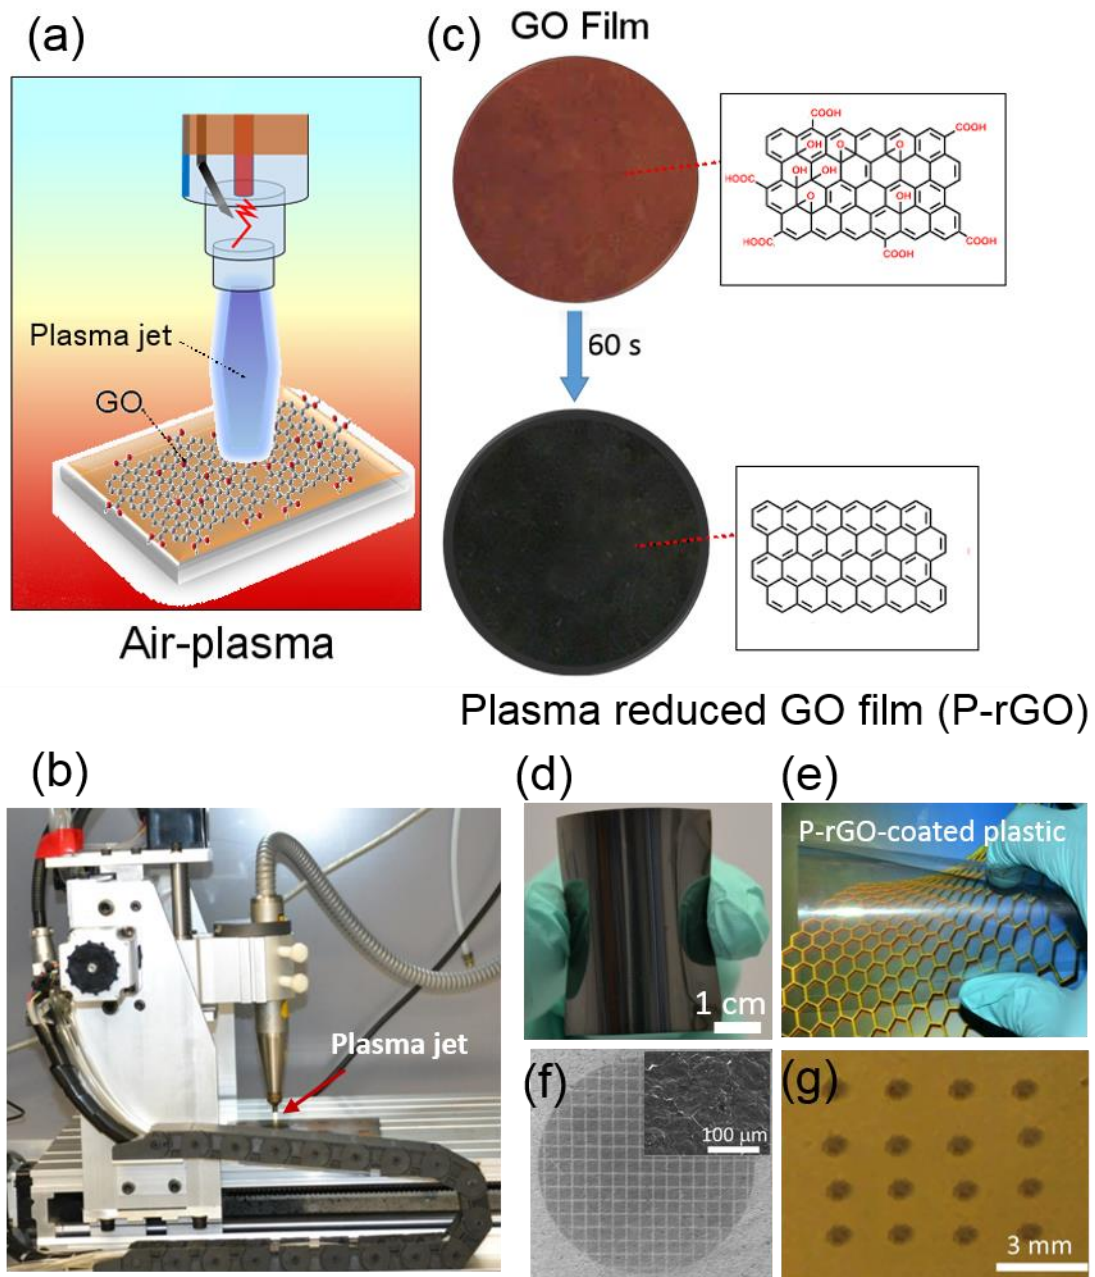 (a)
Plasma jet
GO
Air-plasma
(c)
GO Film
COOH
COOH
OH
O
O
HOOC
OH
OH
O
OH
HOOC
COOH
COOH
60 s
Plasma reduced GO film (P-rGO)
(b)
Plasma jet
(d)
1 cm
(e)
P-rGO-coated plastic
(f)
100 μm
(g)
3 mm